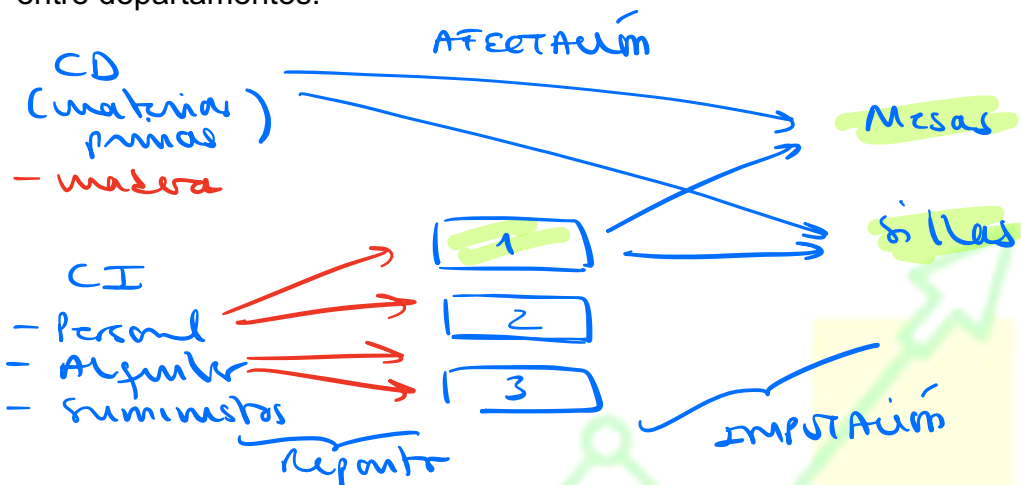 entre departamentos.
AFECTACIÓN
CD
(materias
primas)
- madera
Mesas
Sillas
1
CI
- Personal
- Alquiler
- Suministros
2
3
Reparto
IMPUTACIÓN